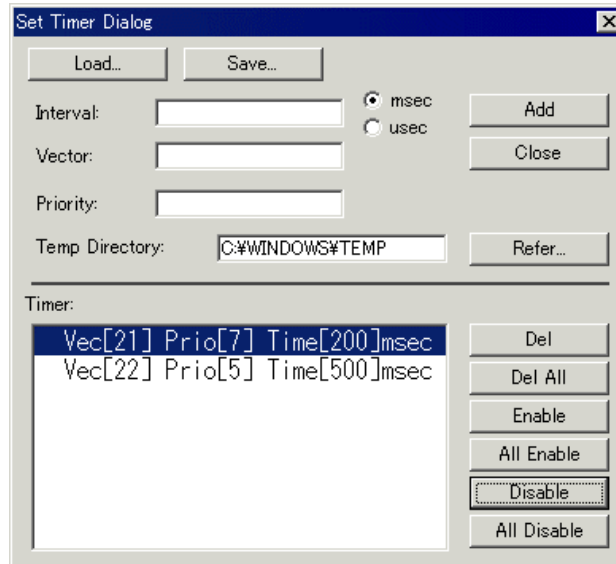 Set Timer Dialog
Load... Save...
Interval: msec Add
usec
Vector: Close
Priority:
Temp Directory: C:¥WINDOWS¥TEMP Refer...
Timer:
Vec[21] Prio[7] Time[200]msec Del
Vec[22] Prio[5] Time[500]msec Del All
Enable
All Enable
Disable
All Disable